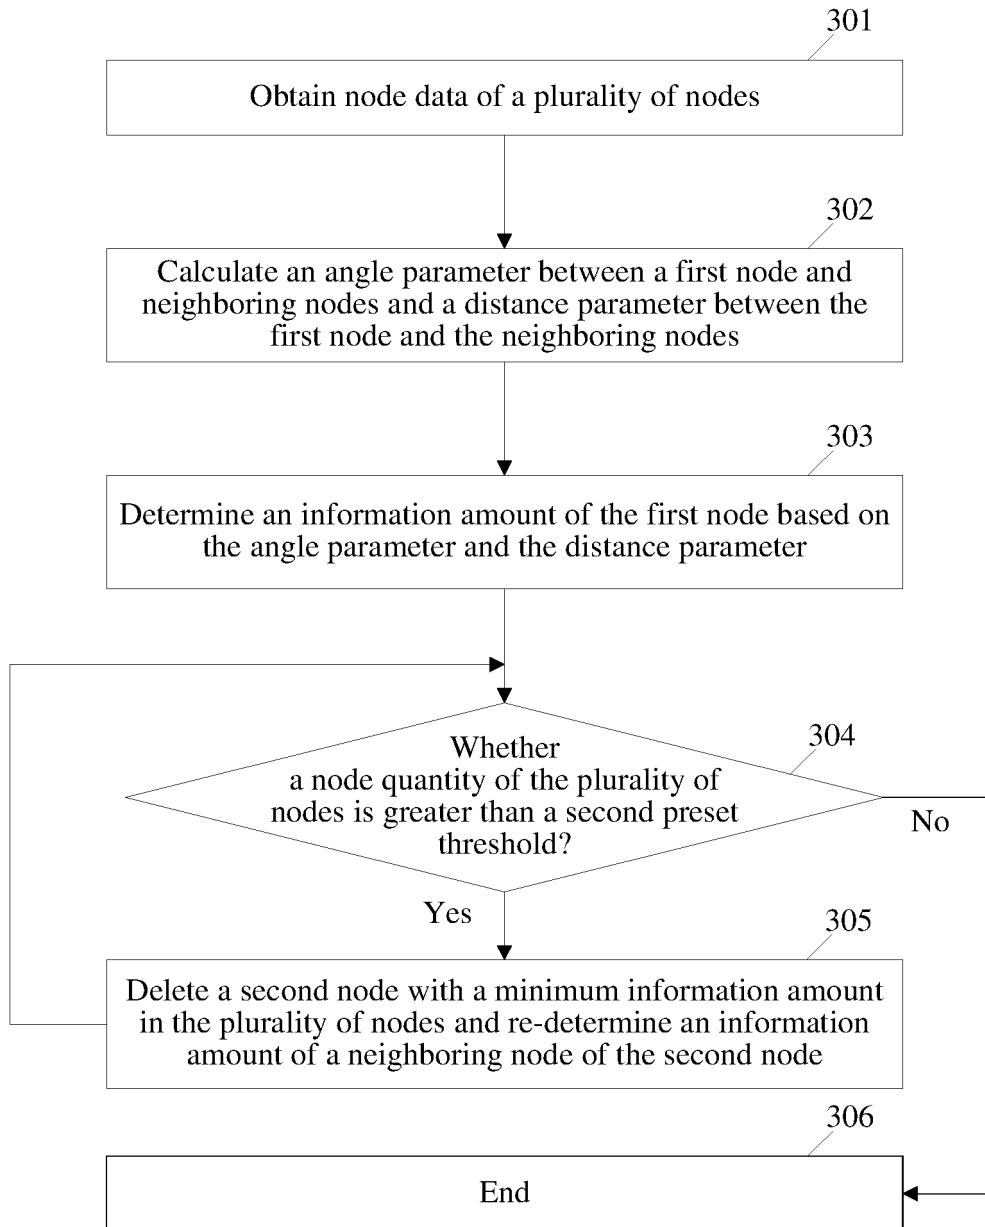 301
Obtain node data of a plurality of nodes
302
Calculate an angle parameter between a first node and
neighboring nodes and a distance parameter between the
first node and the neighboring nodes
303
Determine an information amount of the first node based on
the angle parameter and the distance parameter
304
Whether
a node quantity of the plurality of
nodes is greater than a second preset
threshold?
No
Yes
305
Delete a second node with a minimum information amount
in the plurality of nodes and re-determine an information
amount of a neighboring node of the second node
306
End